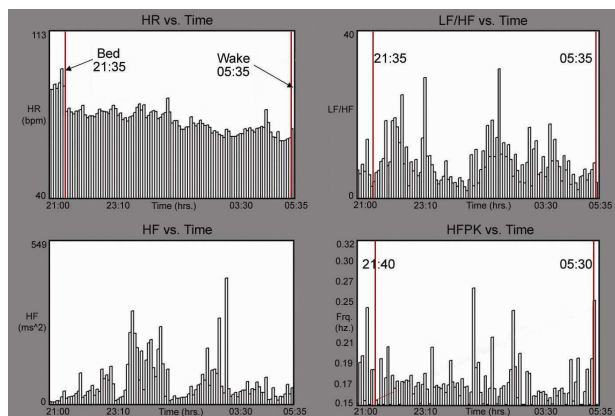 HR vs. Time
113
Bed
21:35
Wake
05:35
HR
(bpm)
40
21:00
23:10
Time (hrs.)
03:30
05:35
LF/HF vs. Time
40
21:35
05:35
LF/HF
0
21:00
23:10
Time (hrs.)
03:30
05:35
HF vs. Time
549
HF
(ms^2)
0
21:00
23:10
Time (hrs.)
03:30
05:35
HFPK vs. Time
0.32
0.30
0.27
0.25
0.23
0.21
0.19
0.17
0.15
21:40
05:30
Frq.
(hz.)
21:00
23:10
Time (hrs.)
03:30
05:35